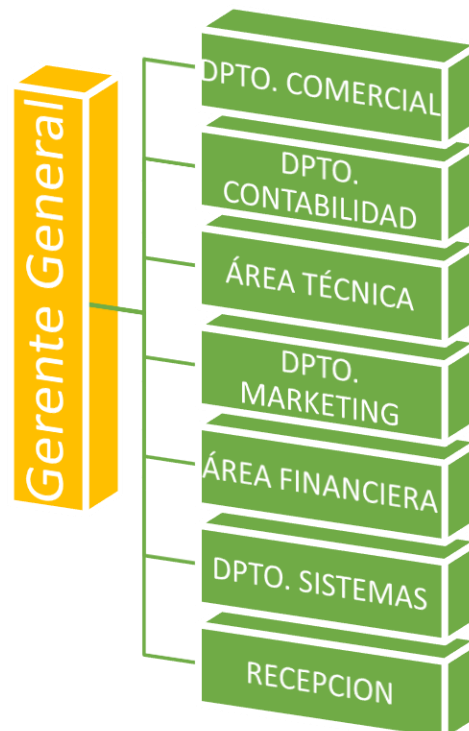 Gerente General
DPTO. COMERCIAL
DPTO.
CONTABILIDAD
ÁREA TÉCNICA
DPTO.
MARKETING
ÁREA FINANCIERA
DPTO. SISTEMAS
RECEPCION